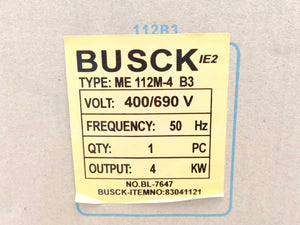 112B3
BUSCK IE2
TYPE: ME 112M-4 B3
VOLT: 400/690 V
FREQUENCY: 50 Hz
QTY: 1 PC
OUTPUT: 4 KW
NO.BL-7647
BUSCK-ITEMNO:83041121